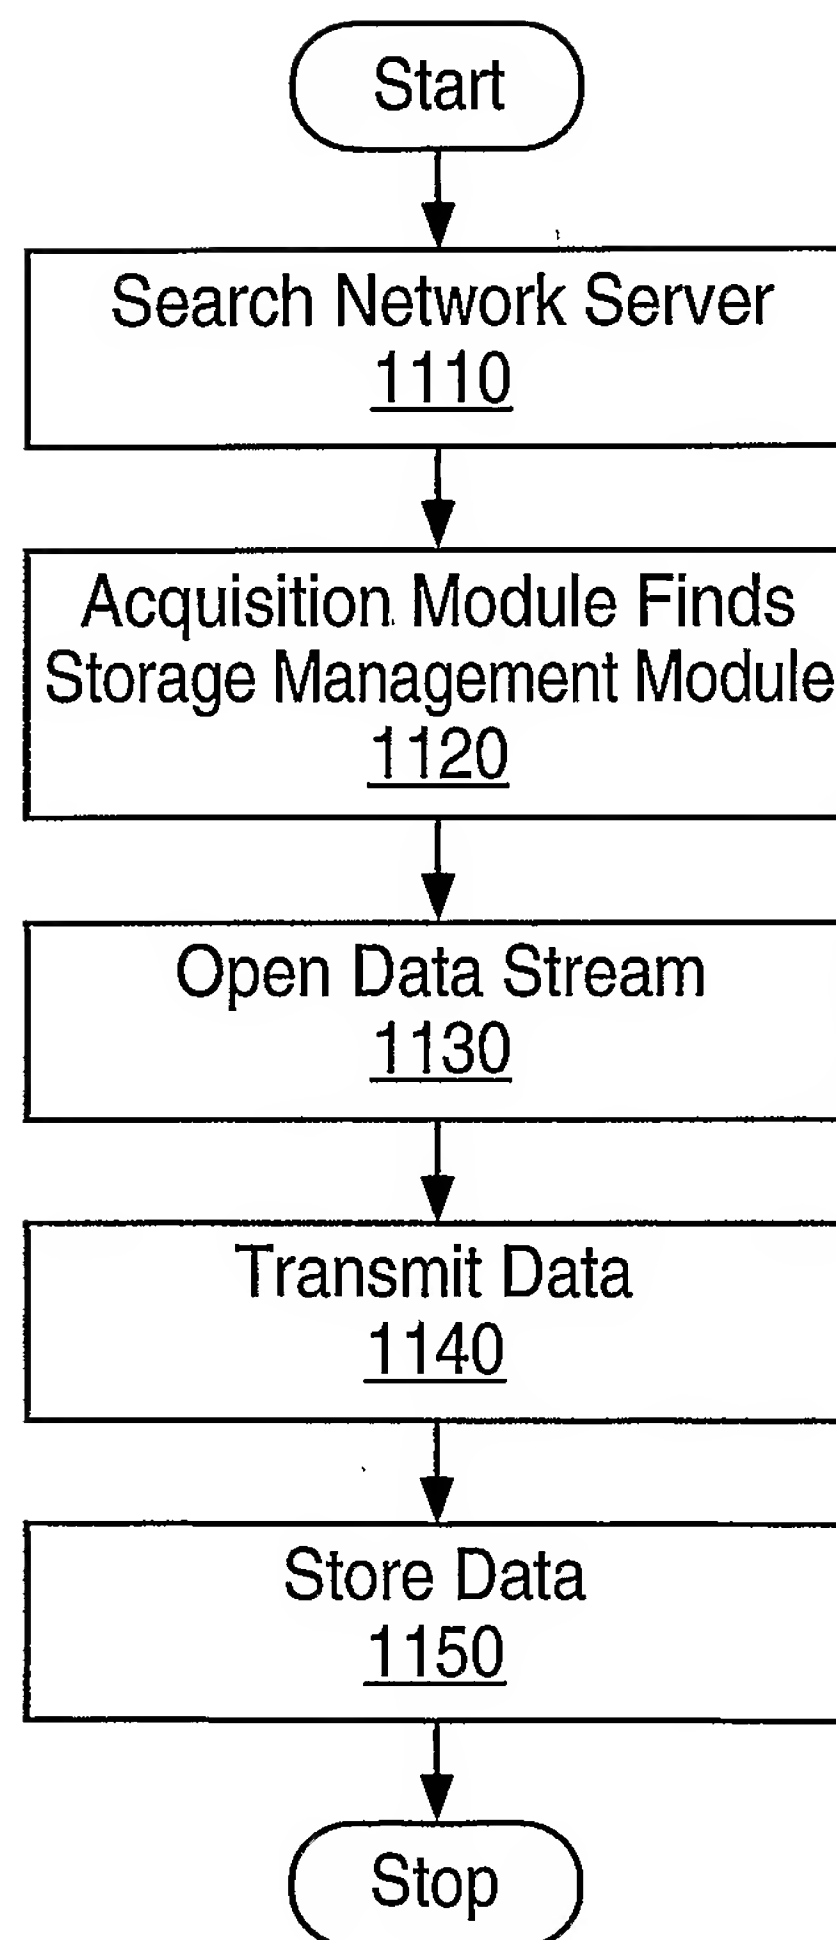 Start
Search Network Server
1110
Acquisition Module Finds
Storage Management Module
1120
Open Data Stream
1130
Transmit Data
1140
Store Data
1150
Stop